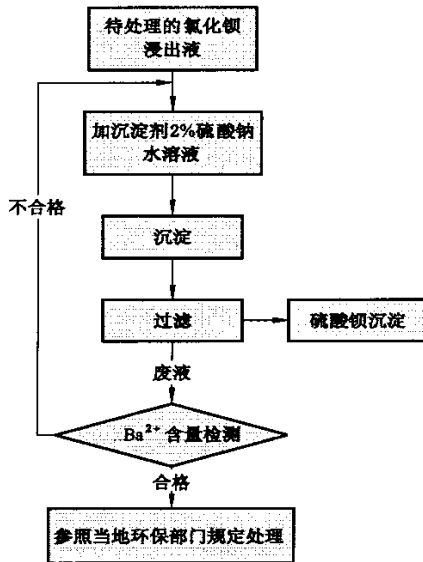 待处理的氯化钡
浸出液
加沉淀剂2%硫酸钠
水溶液
不合格
沉淀
过滤
硫酸钡沉淀
废液
Ba²⁺含量检测
合格
参照当地环保部门规定处理